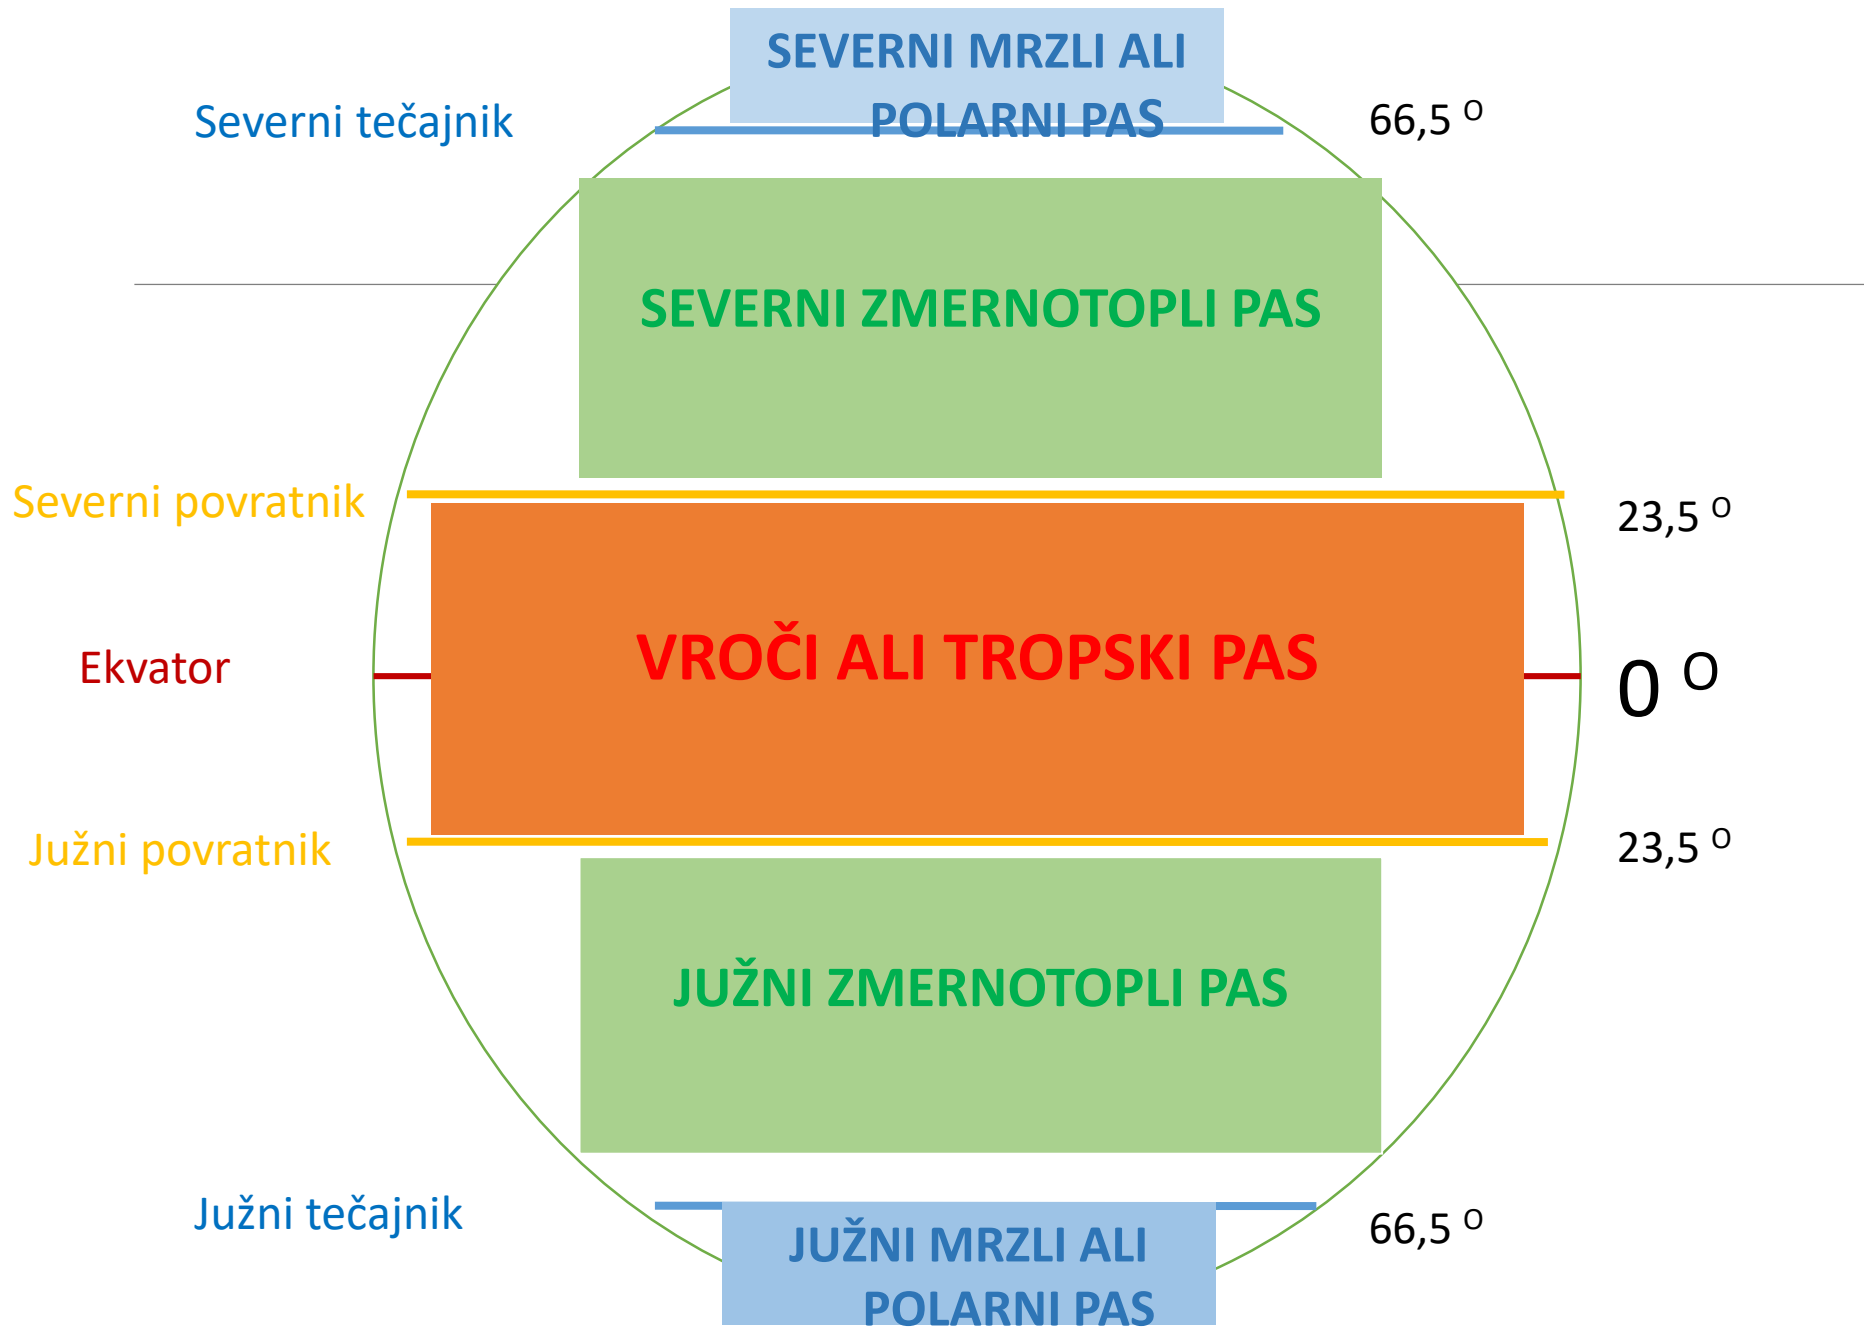 SEVERNI MRZLI ALI
POLARNI PAS
Severni tečajnik
66,5 O
SEVERNI ZMERNOTOPLI PAS
Severni povratnik
23,5 O
VROČI ALI TROPSKI PAS
Ekvator
0 O
Južni povratnik
23,5 O
JUŽNI ZMERNOTOPLI PAS
Južni tečajnik
66,5 O
JUŽNI MRZLI ALI
POLARNI PAS